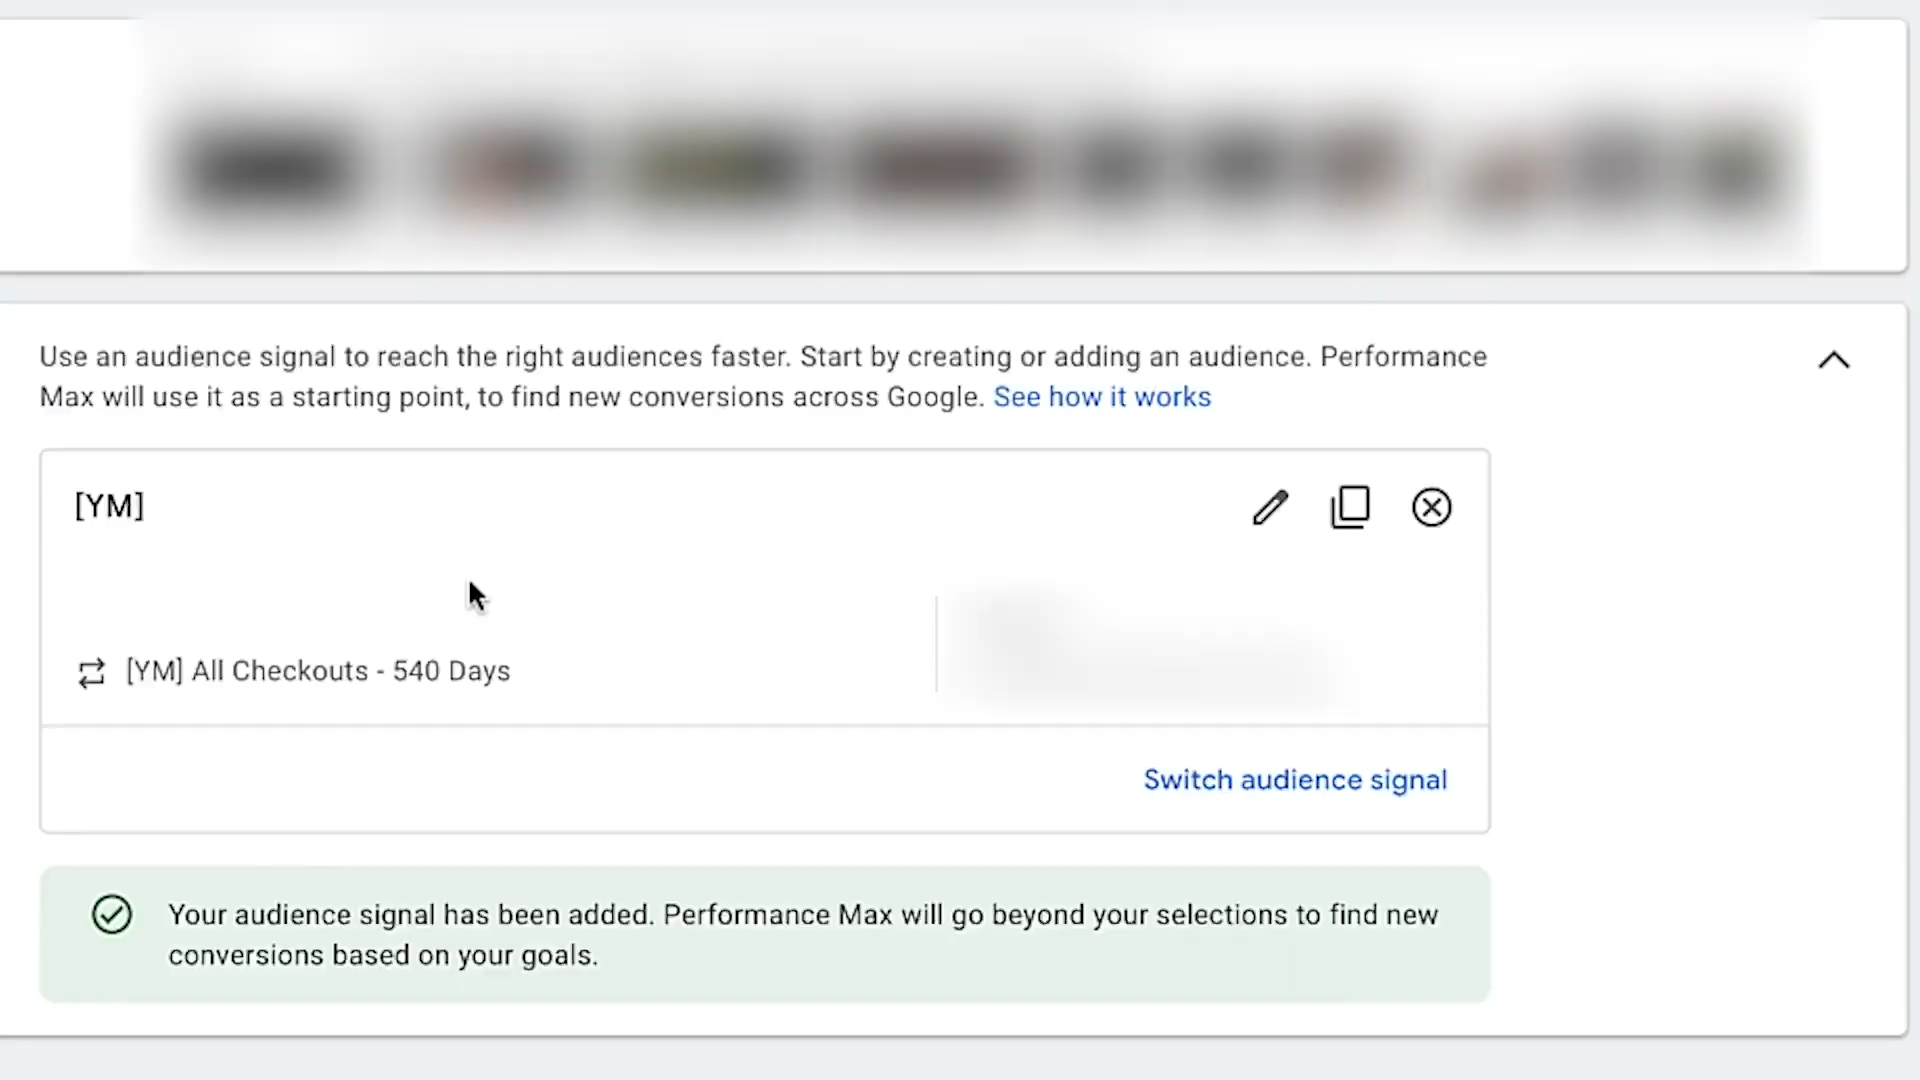 Use an audience signal to reach the right audiences faster. Start by creating or adding an audience. Performance
Max will use it as a starting point, to find new conversions across Google. See how it works
[YM]
[YM] All Checkouts - 540 Days
Switch audience signal
Your audience signal has been added. Performance Max will go beyond your selections to find new
conversions based on your goals.